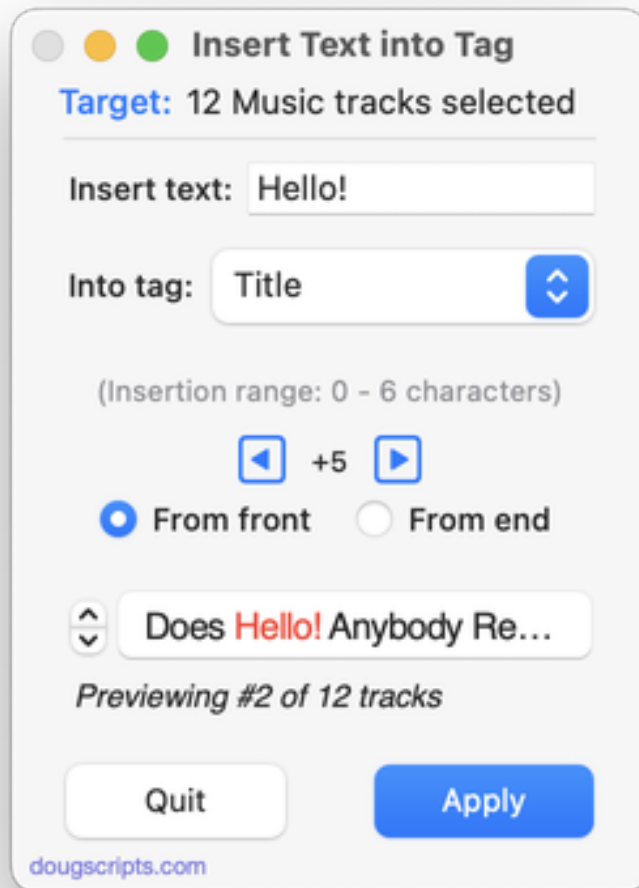 Insert Text into Tag
Target: 12 Music tracks selected
Insert text: Hello!
Into tag: Title
(Insertion range: 0 - 6 characters)
+5
From front From end
Does Hello! Anybody Re...
Previewing #2 of 12 tracks
Quit Apply
dougscripts.com